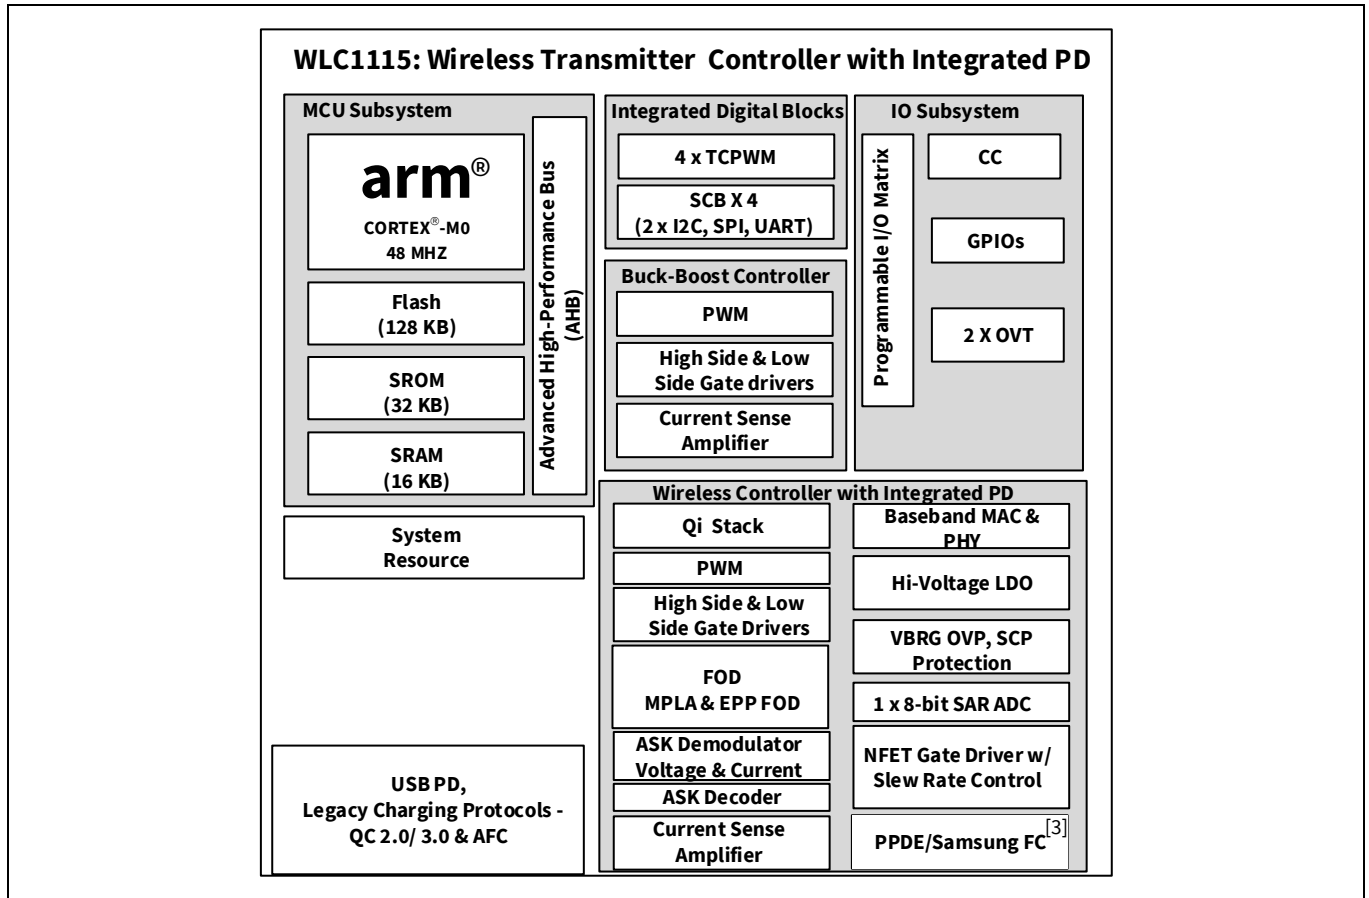 WLC1115: Wireless Transmitter Controller with Integrated PD
MCU Subsystem
arm®
CORTEX®-M0
48 MHZ
Flash
(128 KB)
SROM
(32 KB)
SRAM
(16 KB)
Advanced High-Performance Bus
(AHB)
System
Resource
USB PD,
Legacy Charging Protocols -
QC 2.0/ 3.0 & AFC
Integrated Digital Blocks
4 x TCPWM
SCB X 4
(2 x I2C, SPI, UART)
Buck-Boost Controller
PWM
High Side & Low
Side Gate drivers
Current Sense
Amplifier
IO Subsystem
Programmable I/O Matrix
CC
GPIOs
2 X OVT
Wireless Controller with Integrated PD
Qi Stack
PWM
High Side & Low
Side Gate Drivers
FOD
MPLA & EPP FOD
ASK Demodulator
Voltage & Current
ASK Decoder
Current Sense
Amplifier
Baseband MAC &
PHY
Hi-Voltage LDO
VBRG OVP, SCP
Protection
1 x 8-bit SAR ADC
NFET Gate Driver w/
Slew Rate Control
PPDE/Samsung FC[3]